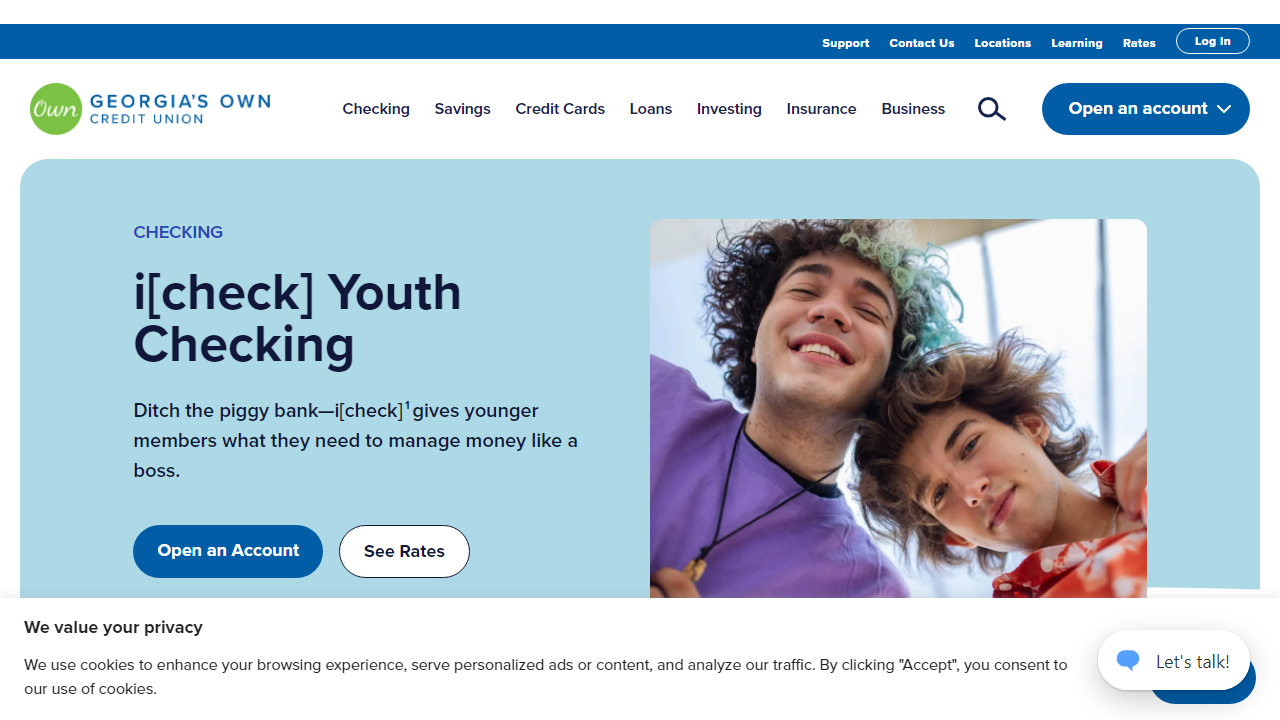 Support Contact Us Locations Learning Rates Log In
Own GEORGIA'S OWN
CREDIT UNION
Checking Savings Credit Cards Loans Investing Insurance Business Open an account
CHECKING
i[check] Youth
Checking
Ditch the piggy bank—i[check]¹ gives younger
members what they need to manage money like a
boss.
Open an Account See Rates
We value your privacy
We use cookies to enhance your browsing experience, serve personalized ads or content, and analyze our traffic. By clicking "Accept", you consent to
our use of cookies.
Let's talk!